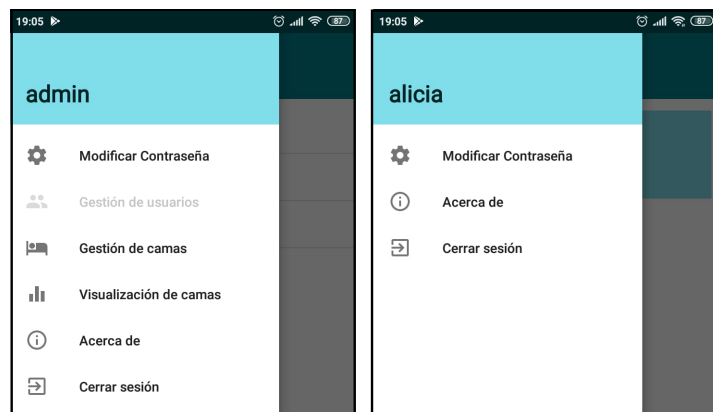 19:05
87
admin
Modificar Contraseña
Gestión de usuarios
Gestión de camas
Visualización de camas
Acerca de
Cerrar sesión
19:05
87
alicia
Modificar Contraseña
Acerca de
Cerrar sesión